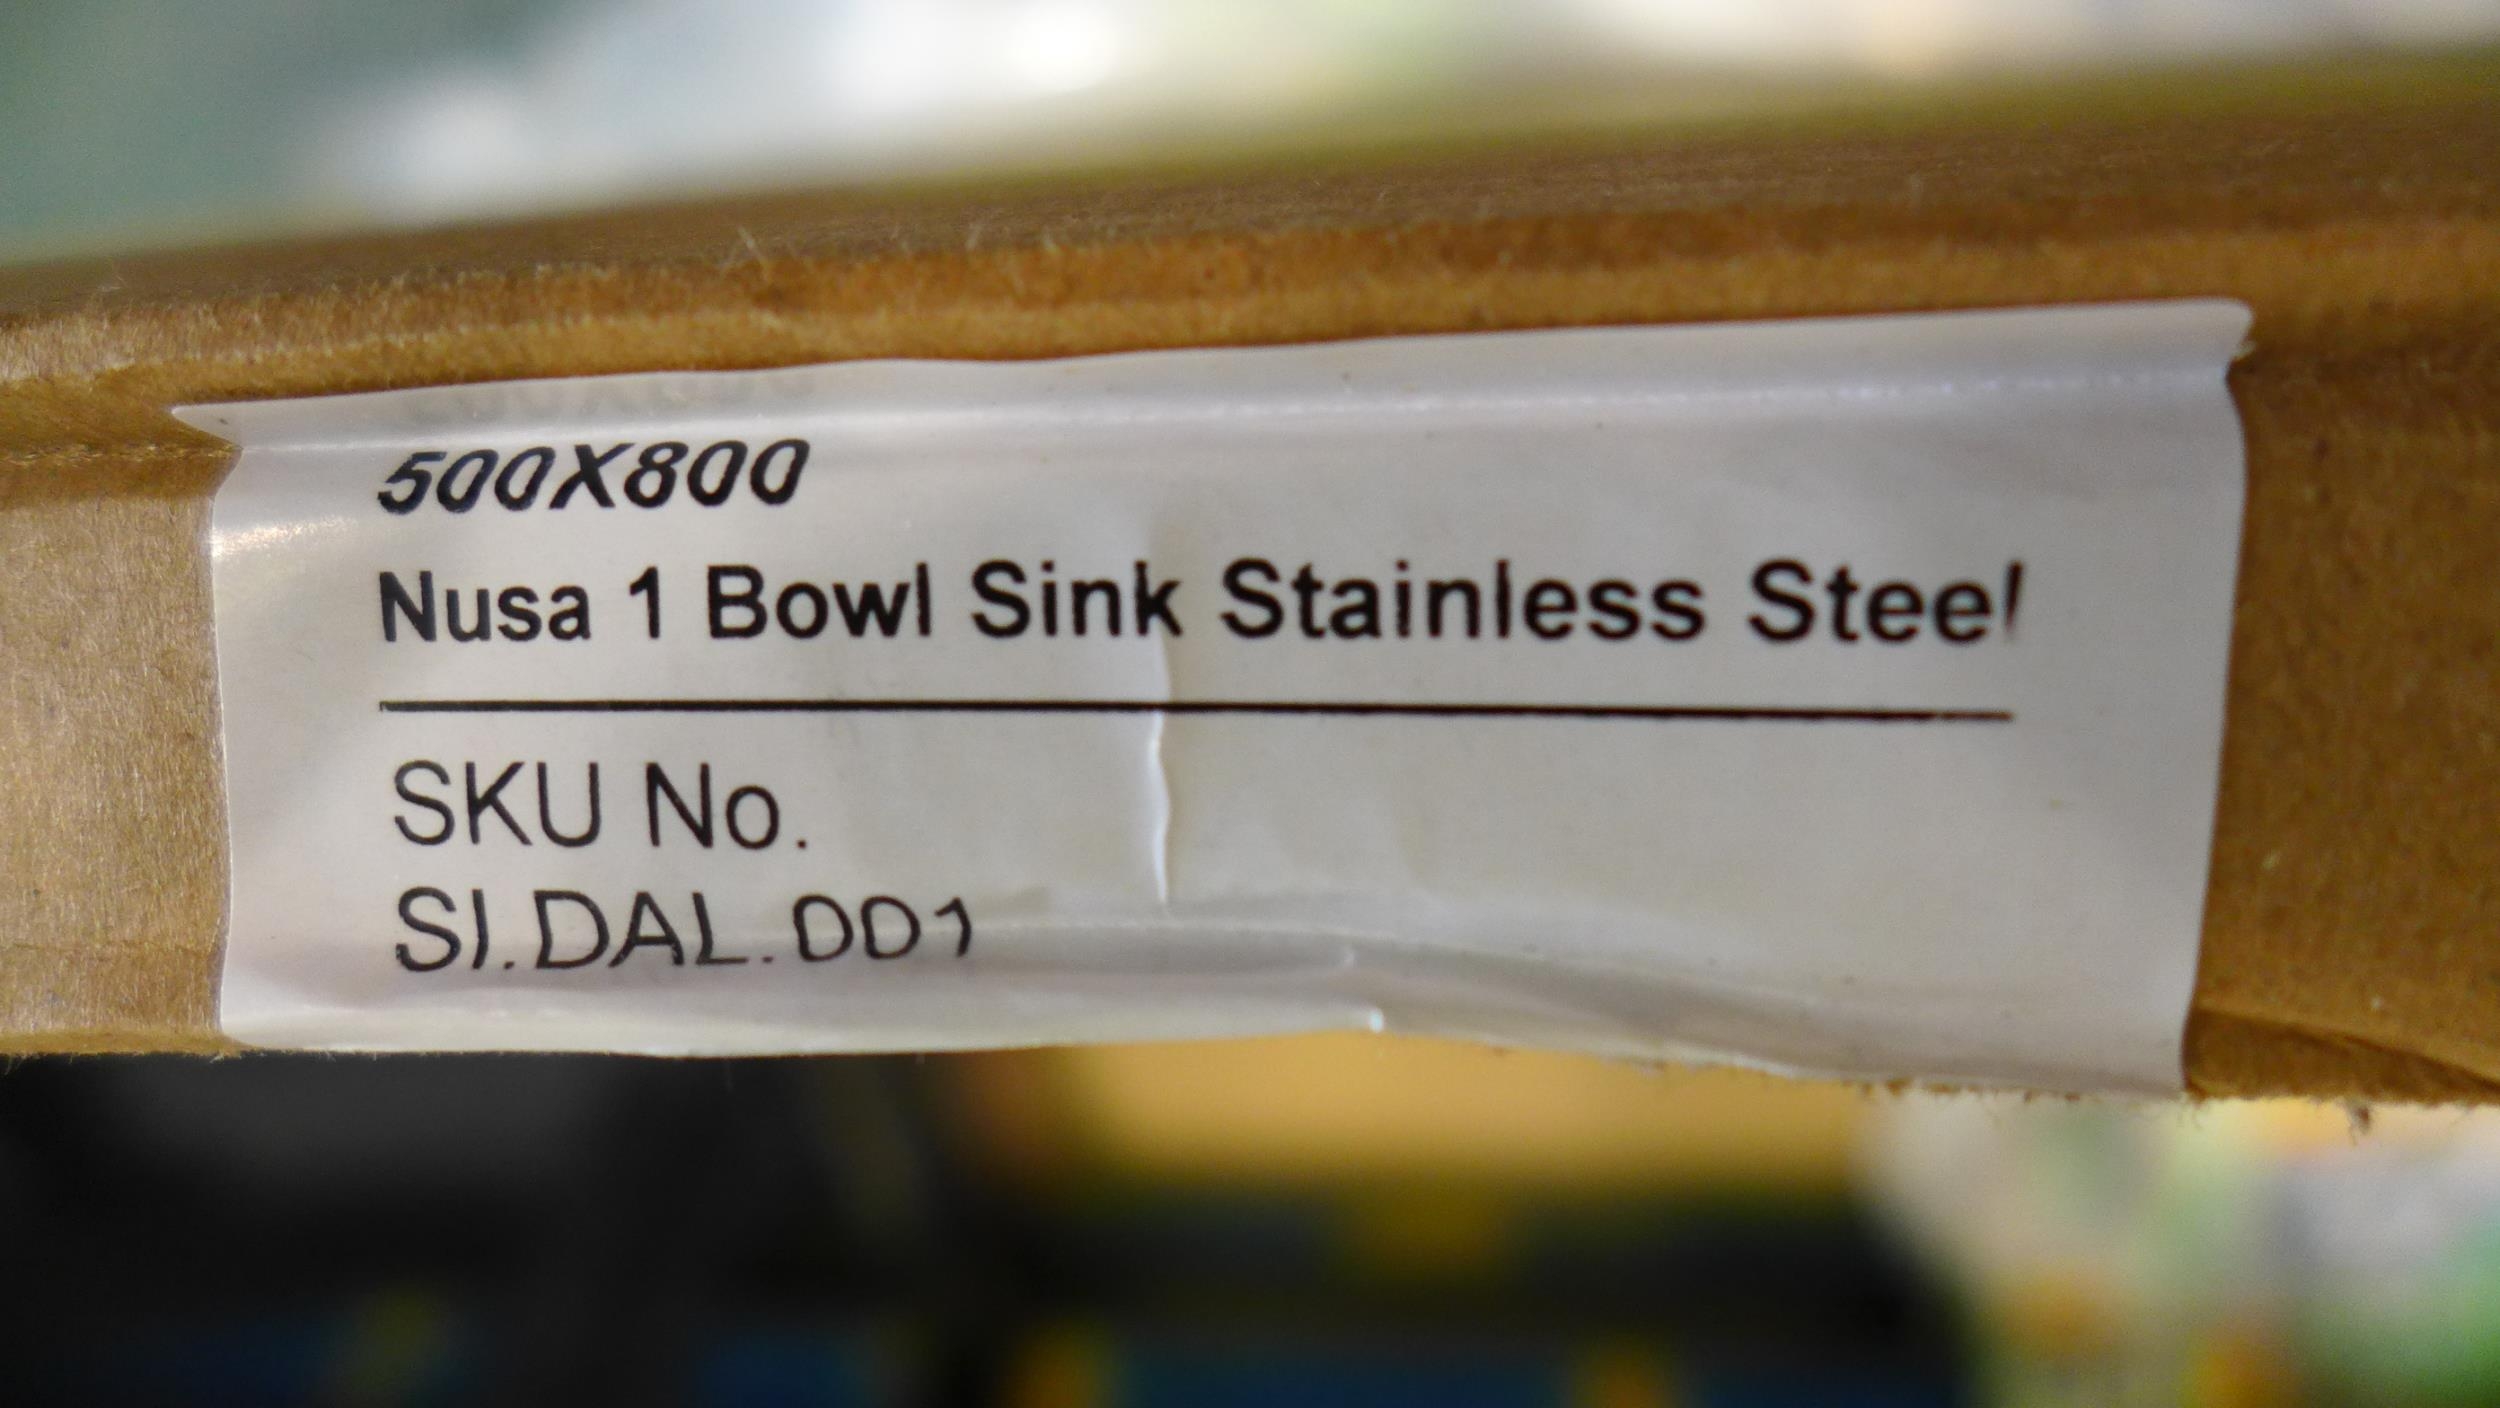 500X800
Nusa 1 Bowl Sink Stainless Steel
SKU No.
SI.DAL.001